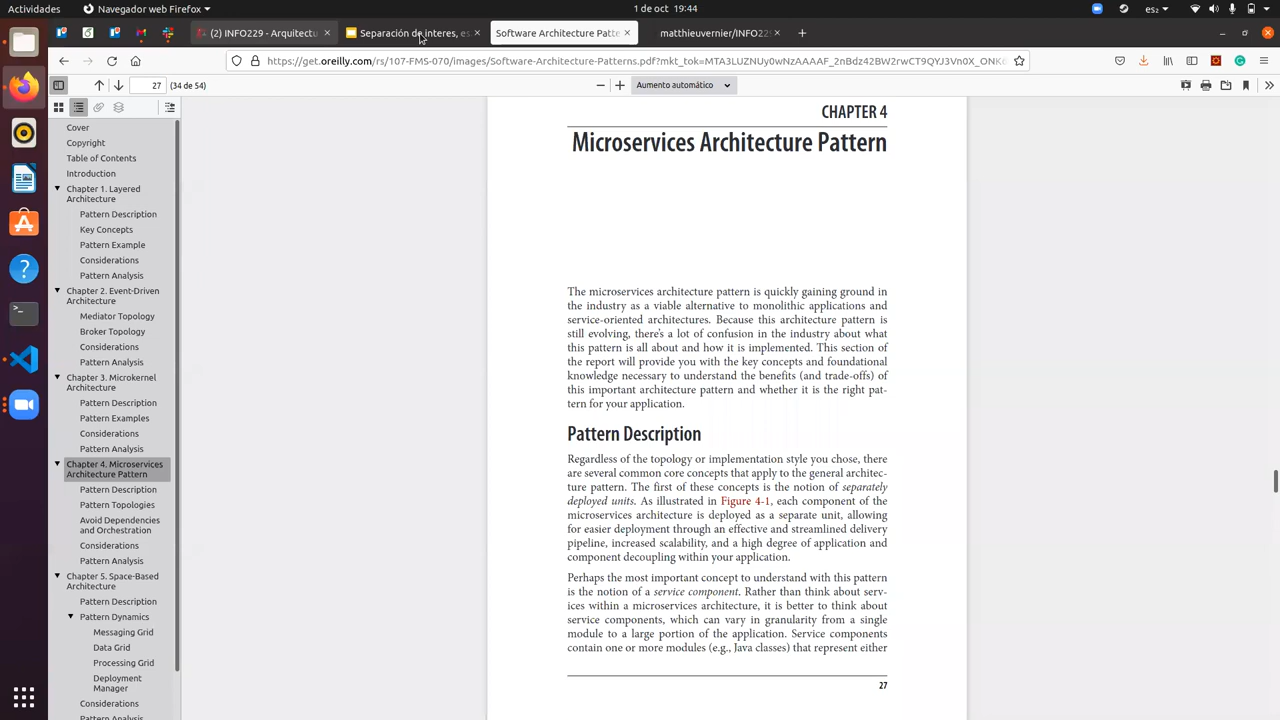 Actividades
Navegador web Firefox
1 de oct 19:44
es2
(2) INFO229 - Arquitectu
Separación de interes, es
Software Architecture Patte
matthieuvernier/INFO229
https://get.oreilly.com/rs/107-FMS-070/images/Software-Architecture-Patterns.pdf?mkt_tok=MTA3LUZNUy0wNzAAAAF_2nBdz42BW2rwCT9QYJ3Vn0X_ONK
27
(34 de 54)
Aumento automático
Cover
Copyright
Table of Contents
Introduction
Chapter 1. Layered
Architecture
Pattern Description
Key Concepts
Pattern Example
Considerations
Pattern Analysis
Chapter 2. Event-Driven
Architecture
Mediator Topology
Broker Topology
Considerations
Pattern Analysis
Chapter 3. Microkernel
Architecture
Pattern Description
Pattern Examples
Considerations
Pattern Analysis
Chapter 4. Microservices
Architecture Pattern
Pattern Description
Pattern Topologies
Avoid Dependencies
and Orchestration
Considerations
Pattern Analysis
Chapter 5. Space-Based
Architecture
Pattern Description
Pattern Dynamics
Messaging Grid
Data Grid
Processing Grid
Deployment
Manager
Considerations
Pattern Analysis
CHAPTER 4
Microservices Architecture Pattern
The microservices architecture pattern is quickly gaining ground in
the industry as a viable alternative to monolithic applications and
service-oriented architectures. Because this architecture pattern is
still evolving, there's a lot of confusion in the industry about what
this pattern is all about and how it is implemented. This section of
the report will provide you with the key concepts and foundational
knowledge necessary to understand the benefits (and trade-offs) of
this important architecture pattern and whether it is the right pat-
tern for your application.
Pattern Description
Regardless of the topology or implementation style you chose, there
are several common core concepts that apply to the general architec-
ture pattern. The first of these concepts is the notion of separately
deployed units. As illustrated in Figure 4-1, each component of the
microservices architecture is deployed as a separate unit, allowing
for easier deployment through an effective and streamlined delivery
pipeline, increased scalability, and a high degree of application and
component decoupling within your application.
Perhaps the most important concept to understand with this pattern
is the notion of a service component. Rather than think about serv-
ices within a microservices architecture, it is better to think about
service components, which can vary in granularity from a single
module to a large portion of the application. Service components
contain one or more modules (e.g., Java classes) that represent either
27